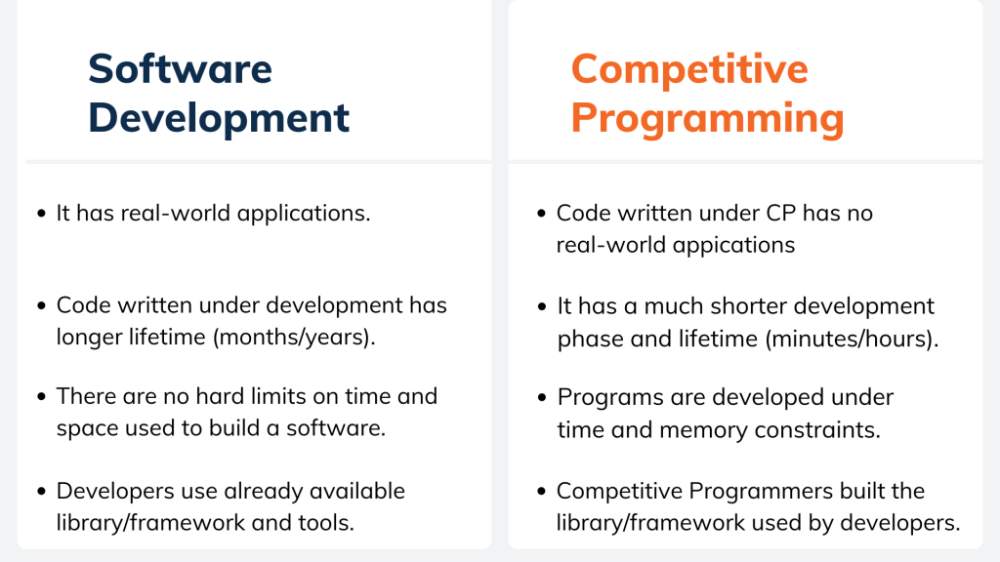 Software
Development
• It has real-world applications.
• Code written under development has
longer lifetime (months/years).
• There are no hard limits on time and
space used to build a software.
• Developers use already available
library/framework and tools.
Competitive
Programming
• Code written under CP has no
real-world appications
• It has a much shorter development
phase and lifetime (minutes/hours).
• Programs are developed under
time and memory constraints.
• Competitive Programmers built the
library/framework used by developers.